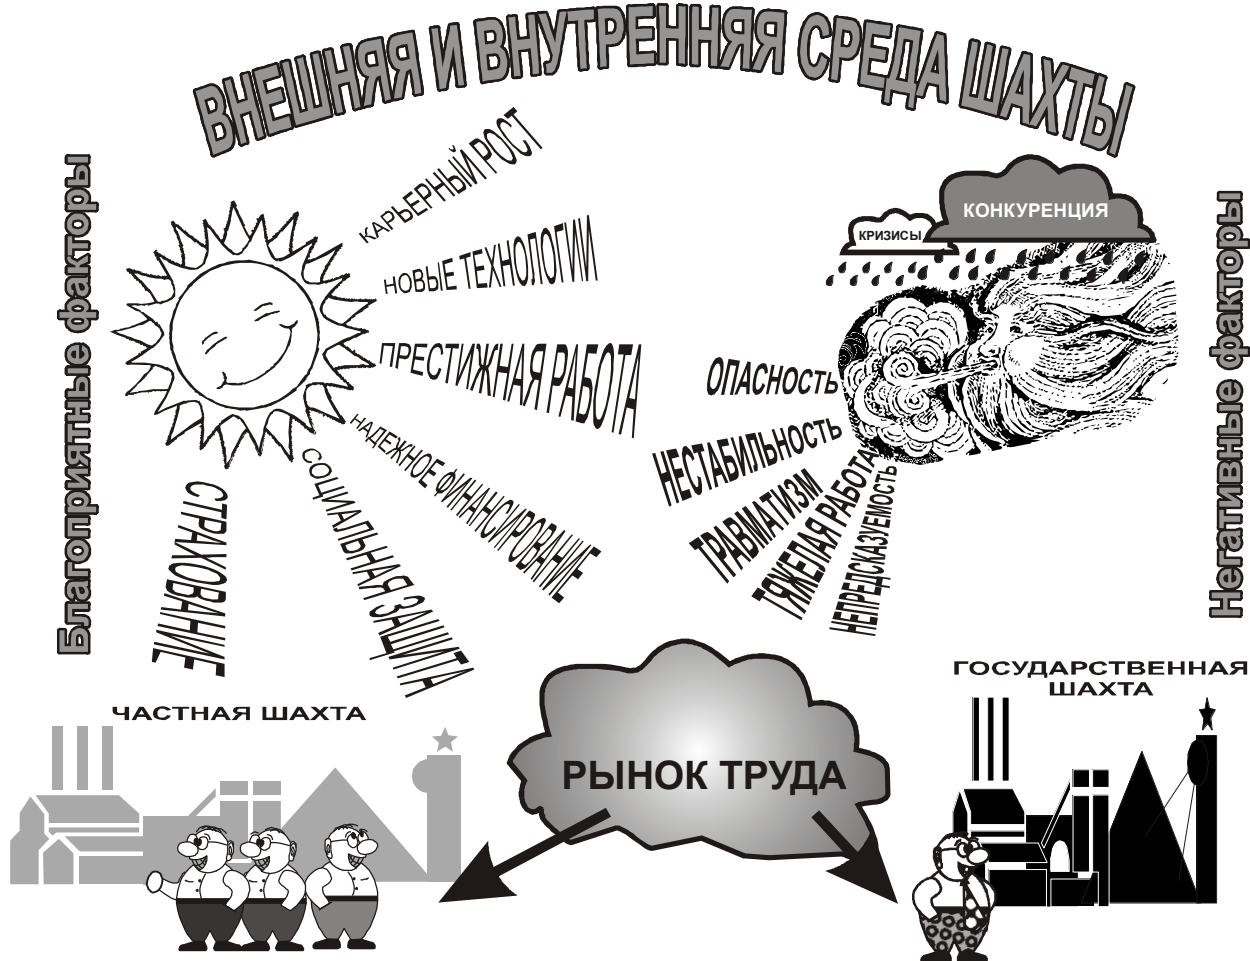 ВНЕШНЯЯ И ВНУТРЕННЯЯ СРЕДА ШАХТЫ
Благоприятные факторы
КАРЬЕРНЫЙ РОСТ
НОВЫЕ ТЕХНОЛОГИИ
ПРЕСТИЖНАЯ РАБОТА
НАДЕЖНОЕ ФИНАНСИРОВАНИЕ
СОЦИАЛЬНАЯ ЗАЩИТА
СТРАХОВАНИЕ
КОНКУРЕНЦИЯ
КРИЗИСЫ
Негативные факторы
ОПАСНОСТЬ
НЕСТАБИЛЬНОСТЬ
ТРАВМАТИЗМ
ТЯЖЕЛАЯ РАБОТА
НЕПРЕДСКАЗУЕМОСТЬ
ЧАСТНАЯ ШАХТА
РЫНОК ТРУДА
ГОСУДАРСТВЕННАЯ
ШАХТА